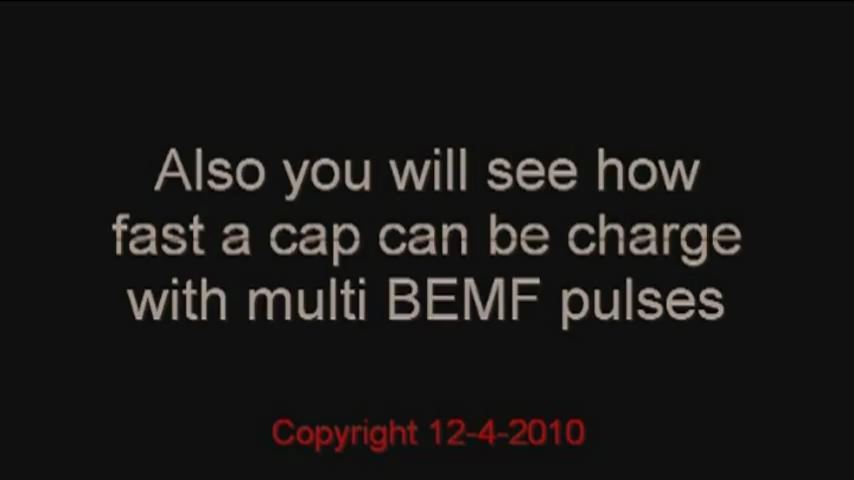 Also you will see how
fast a cap can be charge
with multi BEMF pulses
Copyright 12-4-2010